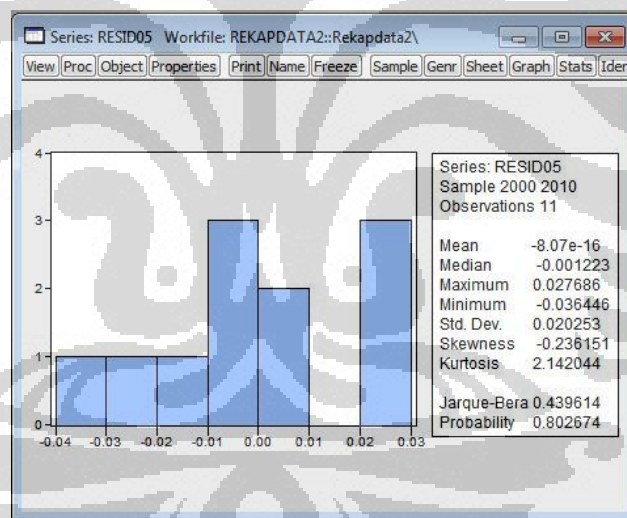 Series: RESID05 Workfile: REKAPDATA2::Rekapdata2\
View Proc Object Properties Print Name Freeze Sample Genr Sheet Graph Stats Iden
4
3
2
1
0
-0.04 -0.03 -0.02 -0.01 0.00 0.01 0.02 0.03
Series: RESID05
Sample 2000 2010
Observations 11
Mean -8.07e-16
Median -0.001223
Maximum 0.027686
Minimum -0.036446
Std. Dev. 0.020253
Skewness -0.236151
Kurtosis 2.142044
Jarque-Bera 0.439614
Probability 0.802674